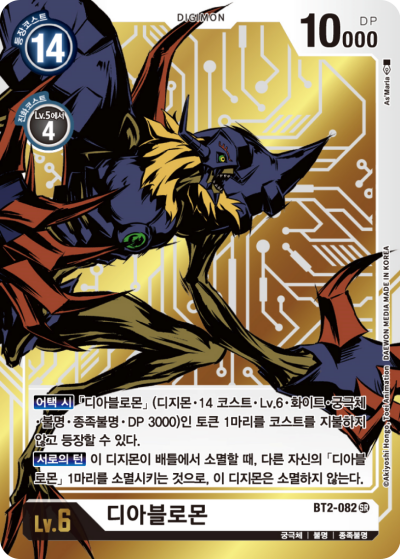 DIGIMON
등장코스트
14
DP
10000
진화코스트
Lv.5에서
4
As'Maria
©Akiyoshi Hongo, Toei Animation DAEWON MEDIA MADE IN KOREA
어택 시 「디아블로몬」 (디지몬·14 코스트·Lv.6·화이트·궁극체
·불명·종족불명·DP 3000)인 토큰 1마리를 코스트를 지불하지
않고 등장할 수 있다.
서로의 턴 이 디지몬이 배틀에서 소멸할 때, 다른 자신의 「디아블
로몬」 1마리를 소멸시키는 것으로, 이 디지몬은 소멸하지 않는다.
BT2-082 SR
Lv.6
디아블로몬
궁극체 | 불명 | 종족불명